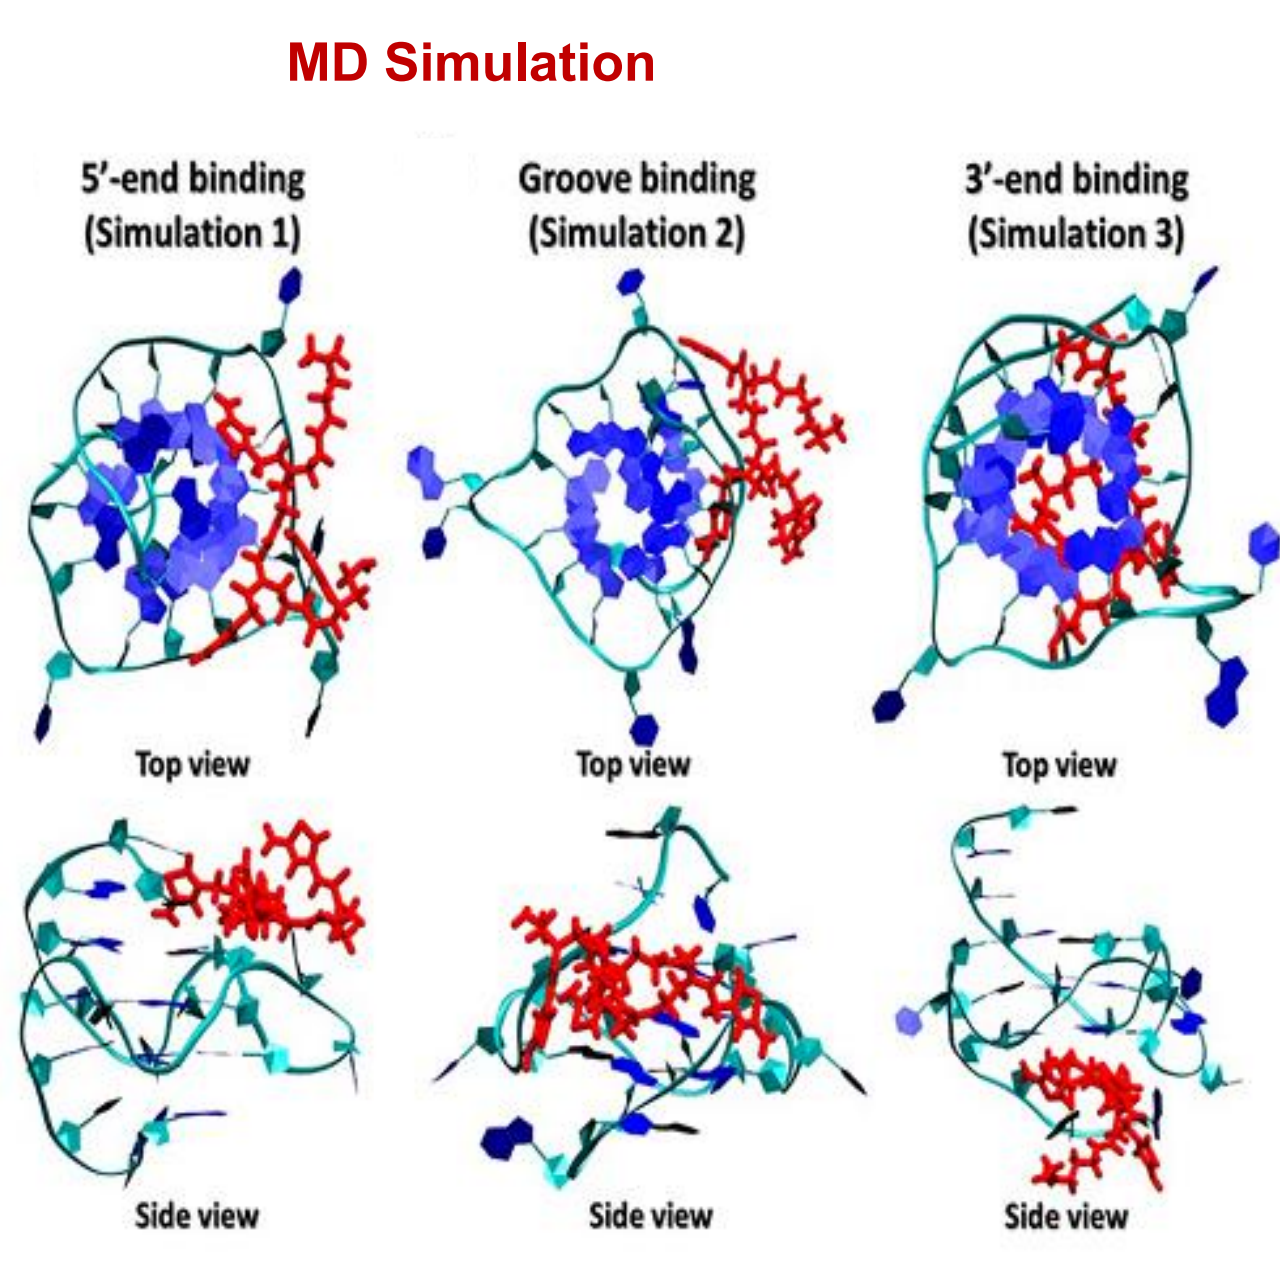 MD Simulation
5’-end binding
(Simulation 1)
Groove binding
(Simulation 2)
3’-end binding
(Simulation 3)
Top view
Top view
Top view
Side view
Side view
Side view